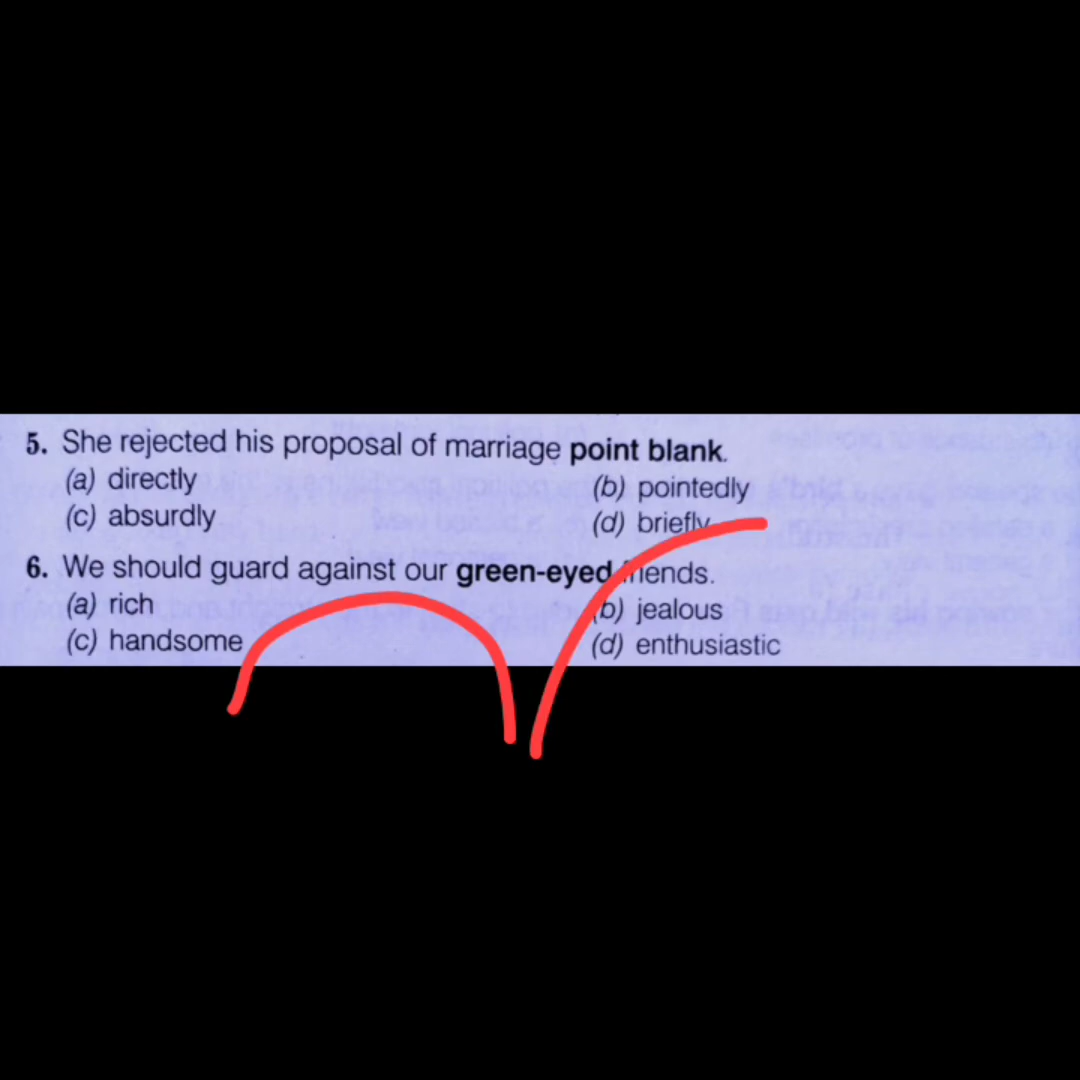 5. She rejected his proposal of marriage point blank.
(a) directly (b) pointedly
(c) absurdly (d) briefly
6. We should guard against our green-eyed friends.
(a) rich (b) jealous
(c) handsome (d) enthusiastic